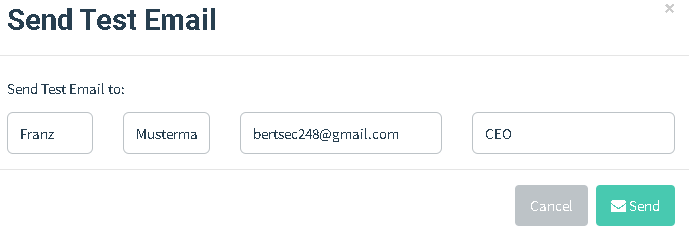 Send Test Email
×
Send Test Email to:
Franz Musterma bertsec248@gmail.com CEO
Cancel Send